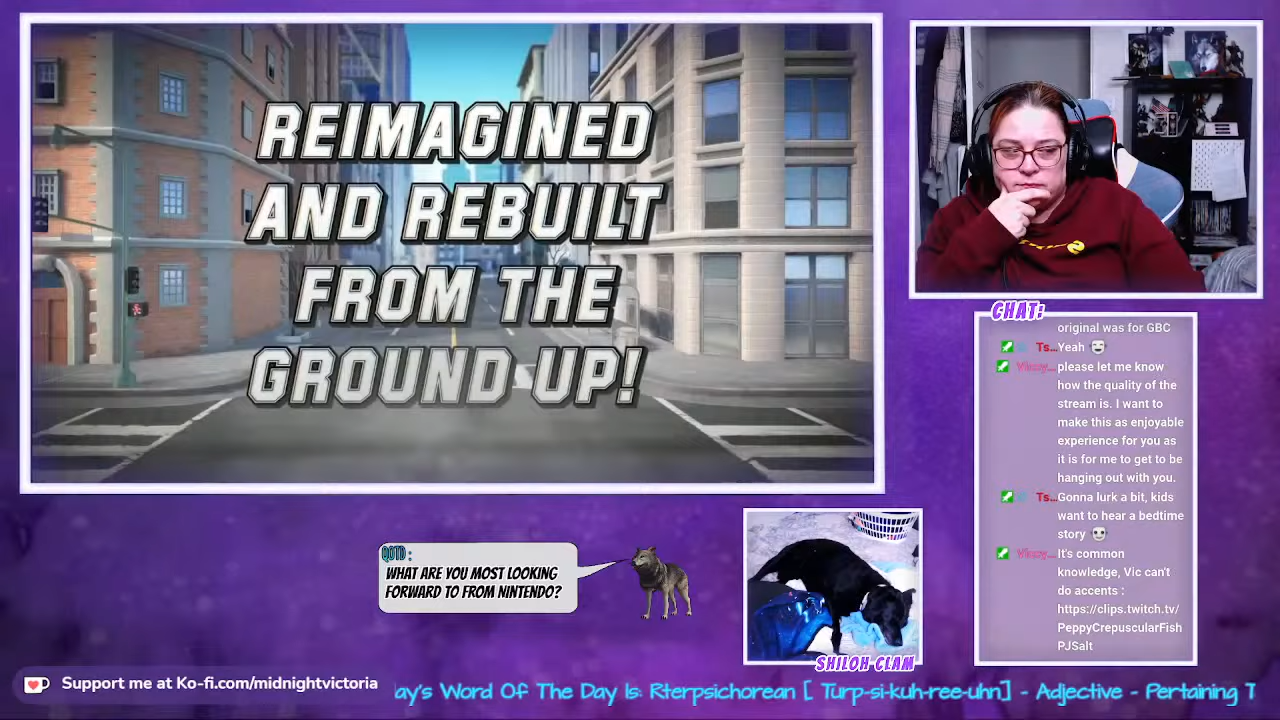 REIMAGINED
AND REBUILT
FROM THE
GROUND UP!
CHAT:
original was for GBC
Ts... Yeah
please let me know
how the quality of the
stream is. I want to
make this as enjoyable
experience for you as
it is for me to get to be
hanging out with you.
Ts... Gonna lurk a bit, kids
want to hear a bedtime
story
It's common
knowledge, Vic can't
do accents :
https://clips.twitch.tv/
PeppyCrepuscularFish
PJSalt
QOTD:
WHAT ARE YOU MOST LOOKING
FORWARD TO FROM NINTENDO?
SHILOH CLAM
Support me at Ko-fi.com/midnightvictoria
ay's Word Of The Day Is: Rterpsichorean [ Turp-si-kuh-ree-uhn] - Adjective - Pertaining T